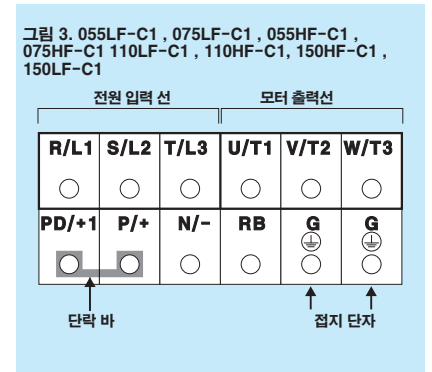 그림 3. 055LF-C1 , 075LF-C1 , 055HF-C1 ,
075HF-C1 110LF-C1 , 110HF-C1, 150HF-C1 ,
150LF-C1
전원 입력 선 모터 출력선
R/L1 S/L2 T/L3 U/T1 V/T2 W/T3
PD/+1 P/+ N/- RB G G
단락 바 접지 단자